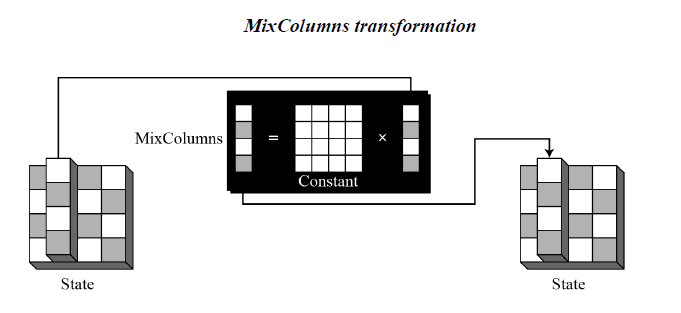 MixColumns transformation
MixColumns
=
×
Constant
State
State